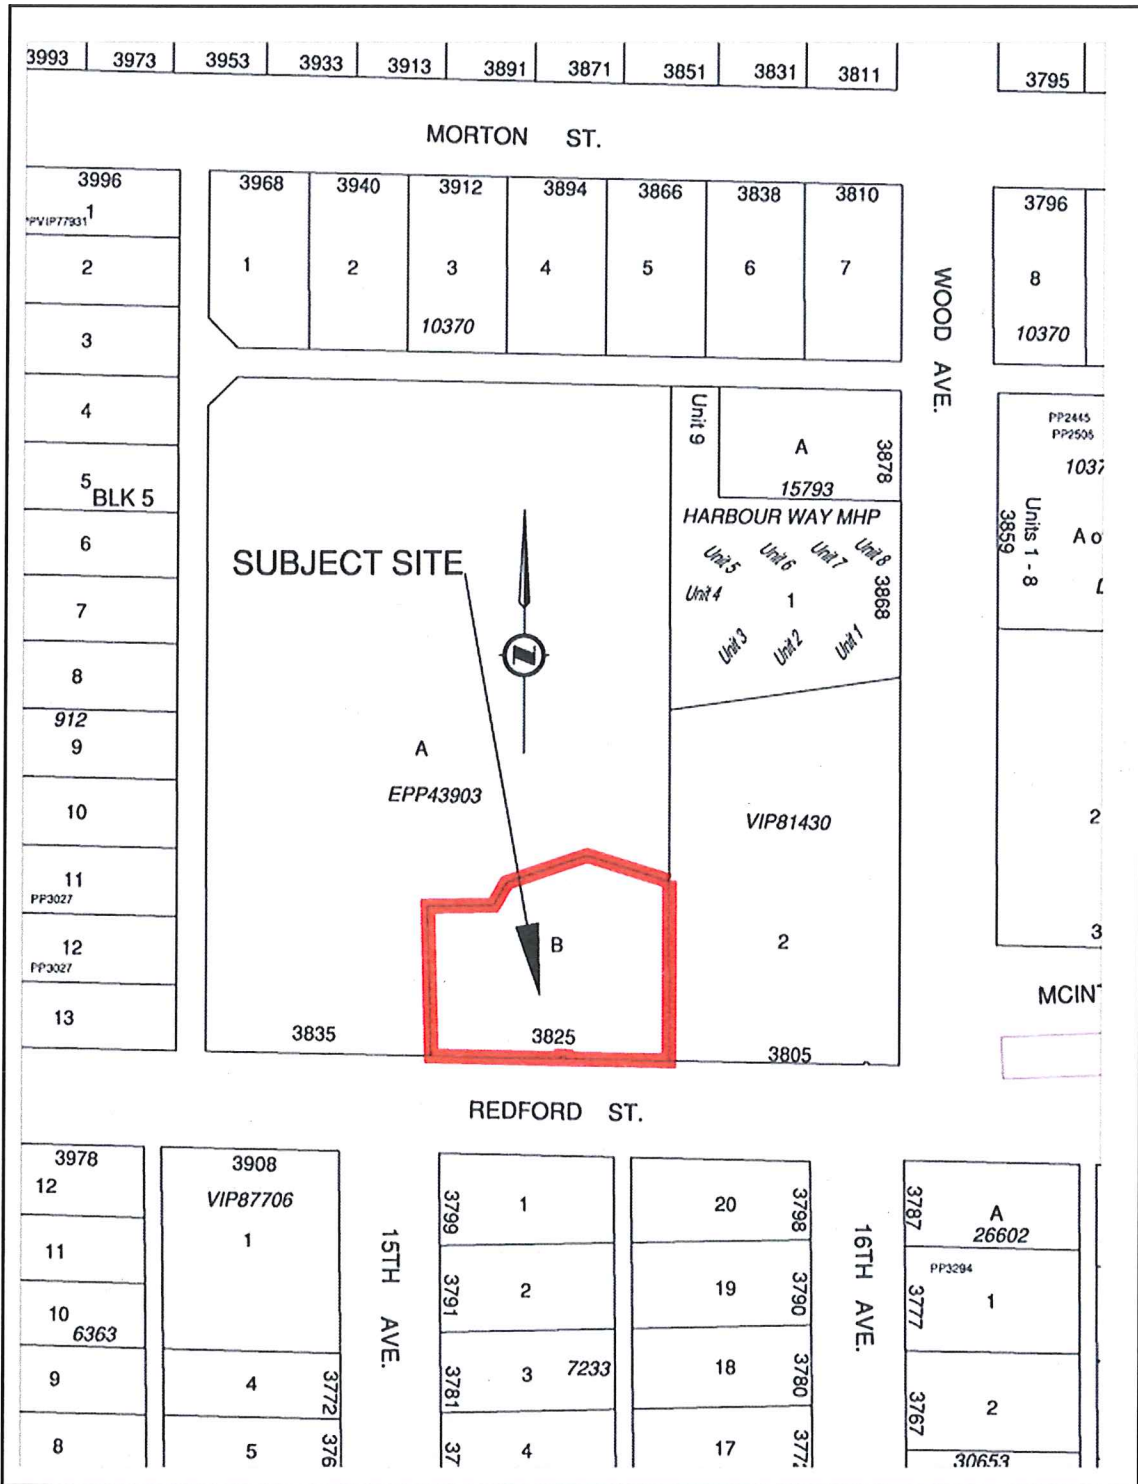 3993 3973 3953 3933 3913 3891 3871 3851 3831 3811 3795
MORTON ST.
3996 3968 3940 3912 3894 3866 3838 3810 3796
1
2 1 2 3 4 5 6 7 8
10370 10370
3
WOOD AVE.
4
Unit 9
A
3878
15793
PP2445
PP2505
5 BLK 5
HARBOUR WAY MHP
Unit 5 Unit 6 Unit 7 Unit 8
Unit 4 1 3868
Unit 3 Unit 2 Unit 1
Units 1 - 8
3859
6
SUBJECT SITE
7
8
912
9
A
EPP43903
VIP81430
10
2
11
PP3027
B
2
3
12
PP3027
13
3835 3825 3805
REDFORD ST.
3978 3908
12 VIP87706
11 1
10
6363
9 4 3772
8 5
15TH AVE.
3799 1 20 3798
3791 2 19 3790
3781 3 7233 18 3780
4 17
16TH AVE.
3787 A
26602
PP3294
3777 1
3767 2
30653